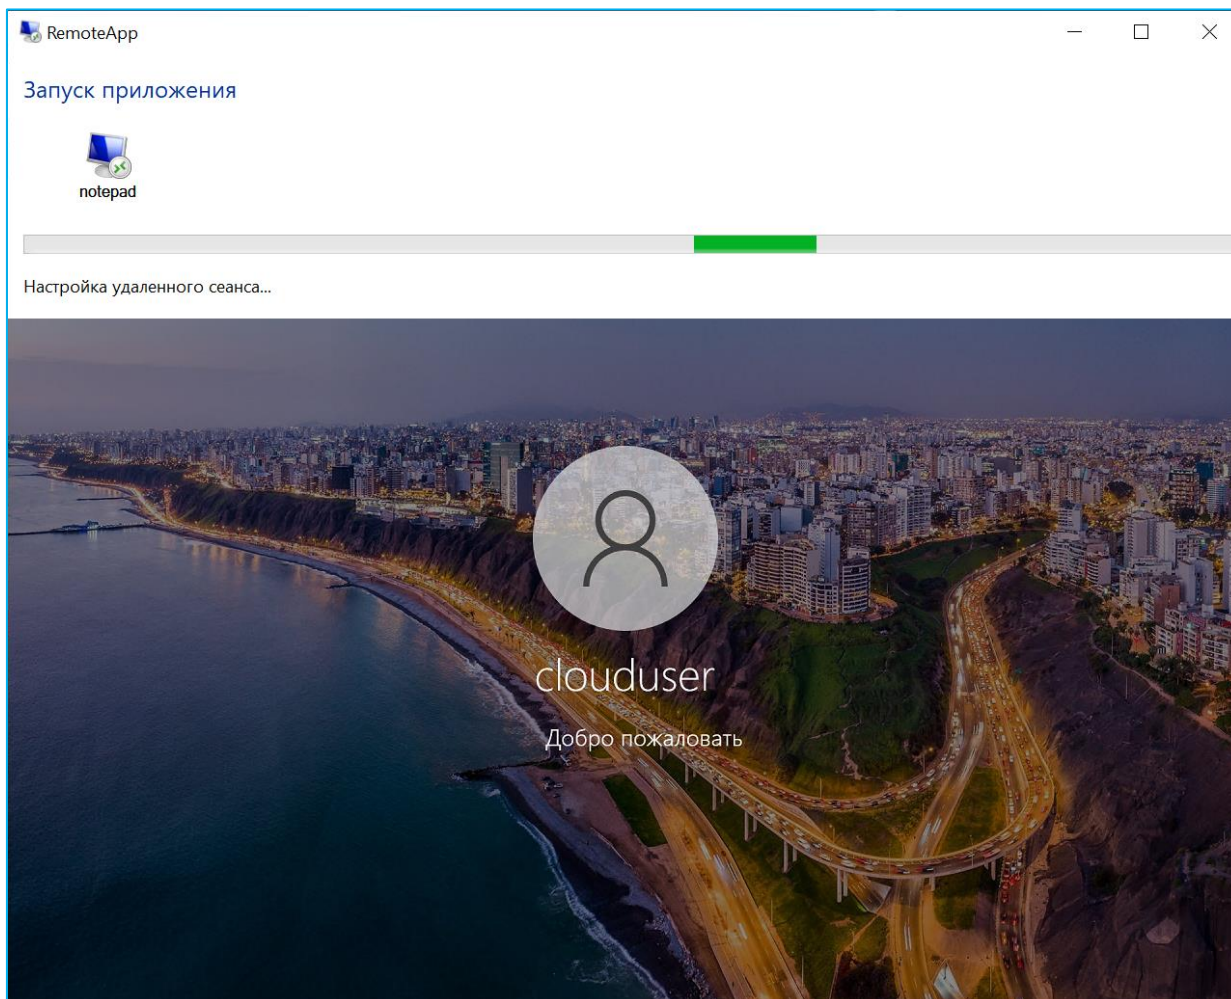 RemoteApp
Запуск приложения
notepad
Настройка удаленного сеанса...
clouduser
Добро пожаловать